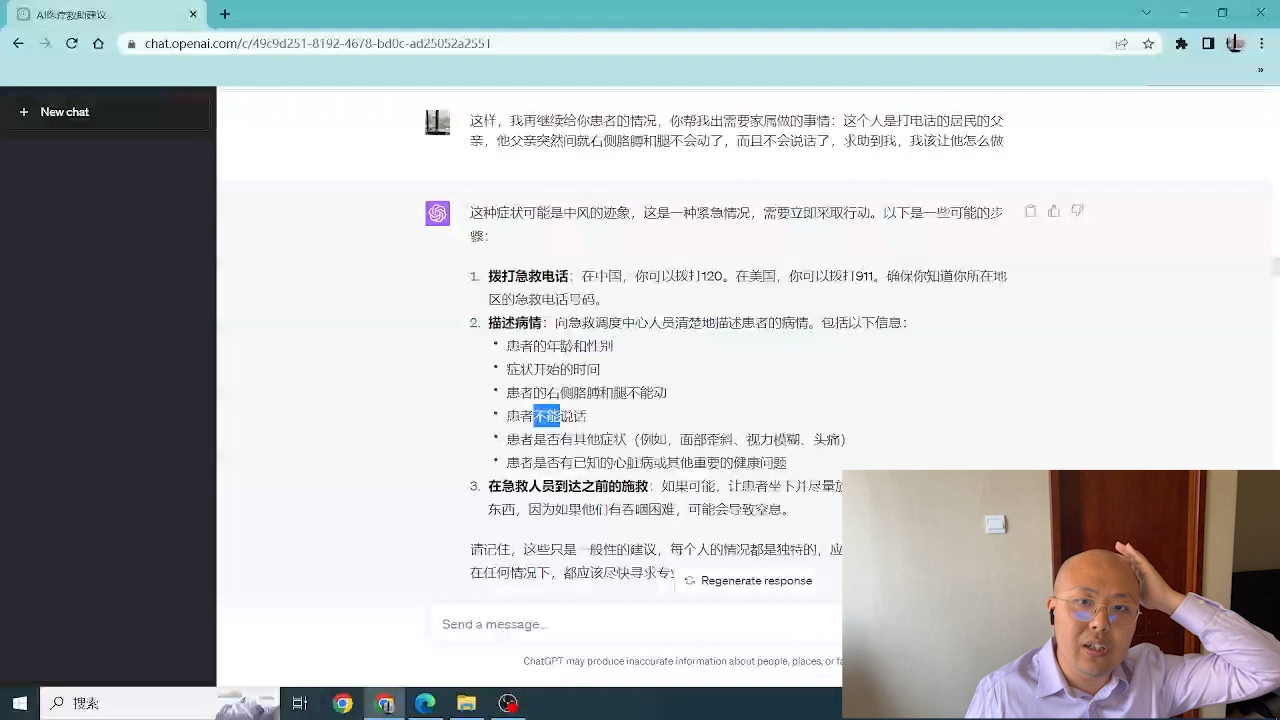 AI医疗救助建议
chat.openai.com/c/49c9d251-8192-4678-bd0c-ad25052a2551
»
New chat
这样，我再继续给你患者的情况，你帮我出需要家属做的事情：这个人是打电话的居民的父
亲，他父亲突然间就右侧胳膊和腿不会动了，而且不会说话了，求助到我，我该让他怎么做
这种症状可能是中风的迹象，这是一种紧急情况，需要立即采取行动。以下是一些可能的步
骤：
1. 拨打急救电话：在中国，你可以拨打120。在美国，你可以拨打911。确保你知道你所在地
区的急救电话号码。
2. 描述病情：向急救调度中心人员清楚地描述患者的病情。包括以下信息：
• 患者的年龄和性别
• 症状开始的时间
• 患者的右侧胳膊和腿不能动
• 患者不能说话
• 患者是否有其他症状（例如，面部歪斜、视力模糊、头痛）
• 患者是否有已知的心脏病或其他重要的健康问题
3. 在急救人员到达之前的施救：如果可能，让患者坐下并尽量放
东西，因为如果他们有吞咽困难，可能会导致窒息。
请记住，这些只是一般性的建议，每个人的情况都是独特的，应
在任何情况下，都应该尽快寻求专
Regenerate response
Send a message...
ChatGPT may produce inaccurate information about people, places, or fa
搜索